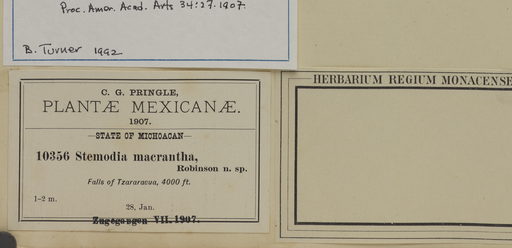 Proc. Amer. Acad. Arts 34:27. 1907.
B. Turner 1992
C. G. PRINGLE,
PLANTÆ MEXICANÆ.
1907.
—STATE OF MICHOACAN—
10356 Stemodia macrantha,
Robinson n. sp.
Falls of Tzararacua, 4000 ft.
1–2 m.
28, Jan.
Zugegangen VII. 1907.
HERBARIUM REGIUM MONACENSE